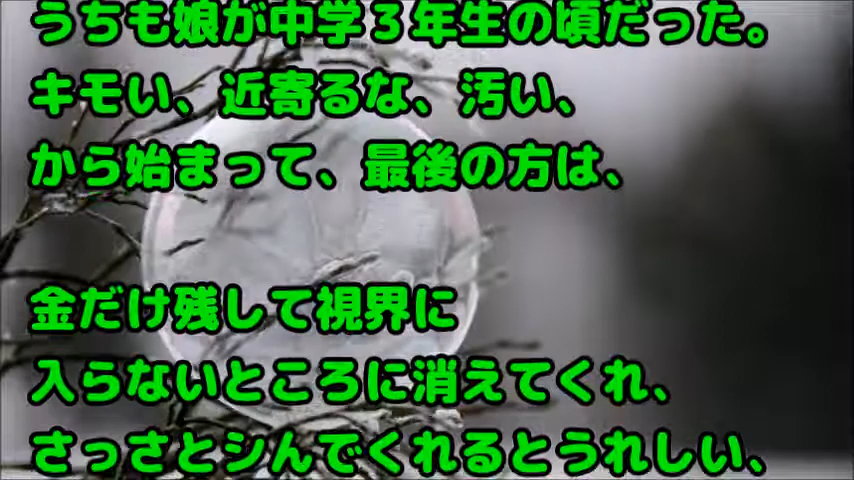 うちも娘が中学３年生の頃だった。
キモい、近寄るな、汚い、
から始まって、最後の方は、
金だけ残して視界に
入らないところに消えてくれ、
さっさとシんでくれるとうれしい、